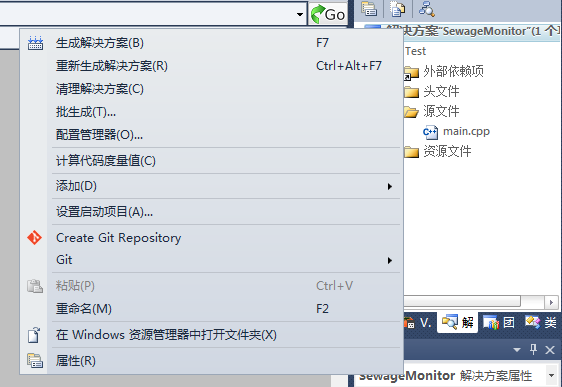 Go
生成解决方案(B) F7
重新生成解决方案(R) Ctrl+Alt+F7
清理解决方案(C)
批生成(T)...
配置管理器(O)...
计算代码度量值(C)
添加(D)
设置启动项目(A)...
Create Git Repository
Git
粘贴(P) Ctrl+V
重命名(M) F2
在 Windows 资源管理器中打开文件夹(X)
属性(R)
解决方案"SewageMonitor"(1 个
Test
外部依赖项
头文件
源文件
main.cpp
资源文件
V. 解 团 类
SewageMonitor 解决方案属性